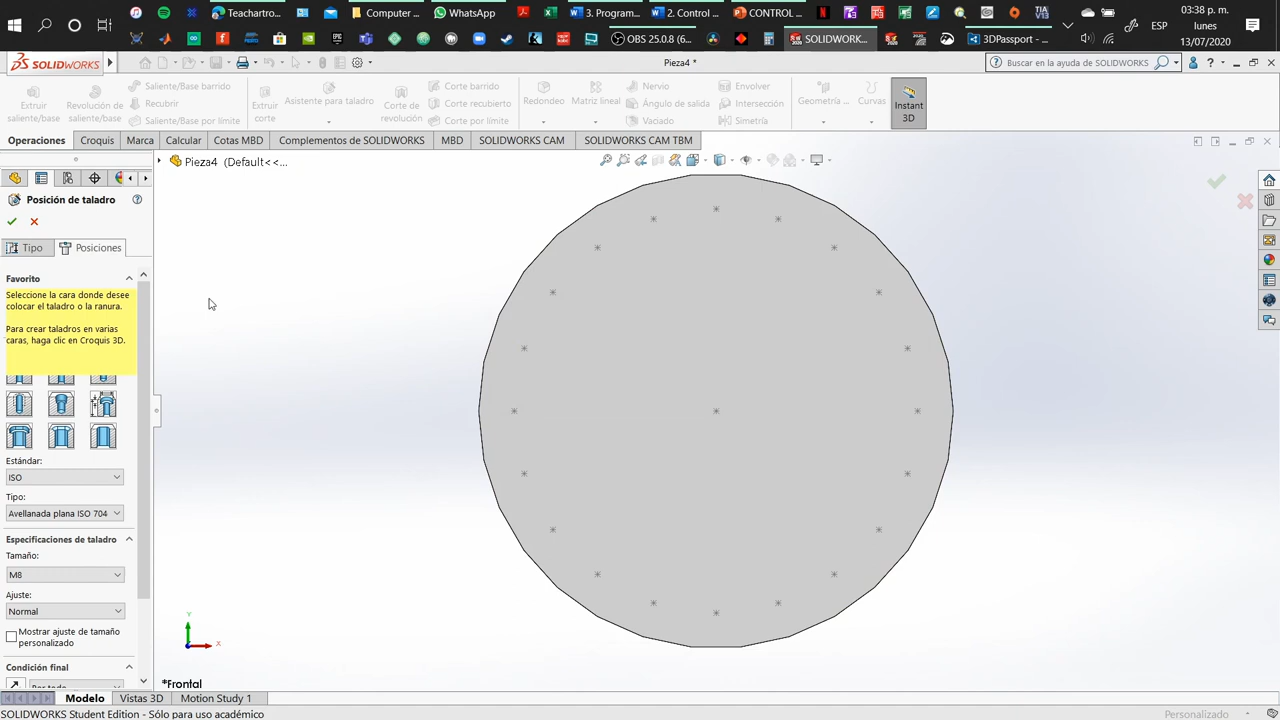 Teachartro...
Computer ...
WhatsApp
3. Program...
2. Control ...
CONTROL ...
TIA V13
ESP
03:38 p. m.
lunes
13/07/2020
OBS 25.0.8 (6...
SOLIDWORK...
3DPassport - ...
SOLIDWORKS
Pieza4 *
Buscar en la ayuda de SOLIDWORKS
Extruir saliente/base
Revolución de saliente/base
Saliente/Base barrido
Recubrir
Saliente/Base por límite
Extruir corte
Asistente para taladro
Corte de revolución
Corte barrido
Corte recubierto
Corte por límite
Redondeo
Matriz lineal
Nervio
Ángulo de salida
Vaciado
Envolver
Intersección
Simetría
Geometría ...
Curvas
Instant 3D
Operaciones
Croquis
Marca
Calcular
Cotas MBD
Complementos de SOLIDWORKS
MBD
SOLIDWORKS CAM
SOLIDWORKS CAM TBM
Pieza4 (Default<<...
Posición de taladro
Tipo
Posiciones
Favorito
Seleccione la cara donde desee
colocar el taladro o la ranura.
Para crear taladros en varias
caras, haga clic en Croquis 3D.
Estándar:
ISO
Tipo:
Avellanada plana ISO 704
Especificaciones de taladro
Tamaño:
M8
Ajuste:
Normal
Mostrar ajuste de tamaño
personalizado
Condición final
Por todo
Y
X
*Frontal
Modelo
Vistas 3D
Motion Study 1
SOLIDWORKS Student Edition - Sólo para uso académico
Personalizado